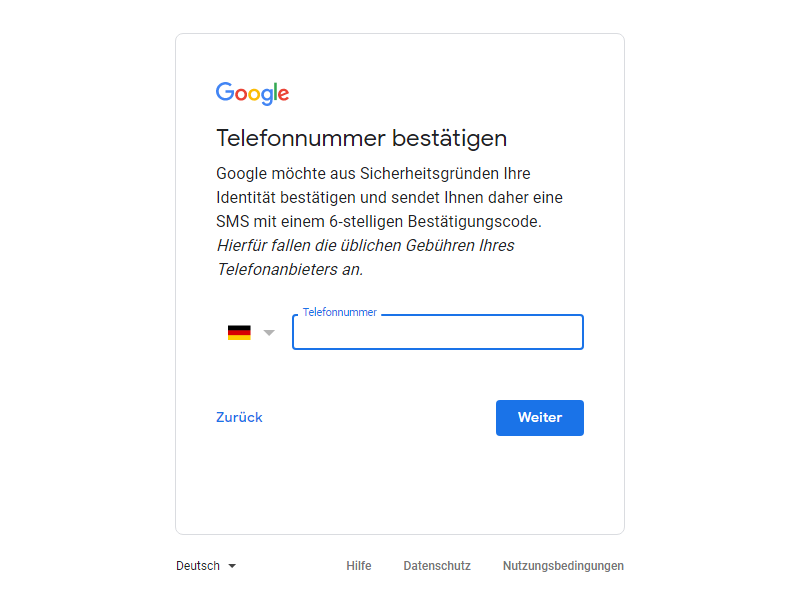 Google
Telefonnummer bestätigen
Google möchte aus Sicherheitsgründen Ihre
Identität bestätigen und sendet Ihnen daher eine
SMS mit einem 6-stelligen Bestätigungscode.
Hierfür fallen die üblichen Gebühren Ihres
Telefonanbieters an.
Telefonnummer
Zurück
Weiter
Deutsch
Hilfe
Datenschutz
Nutzungsbedingungen